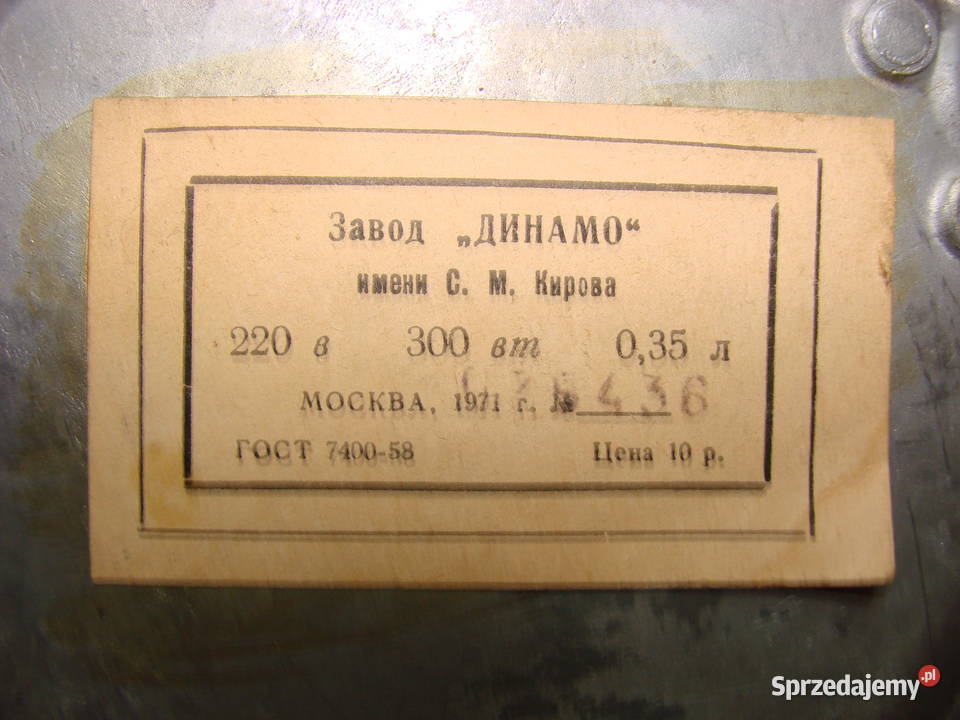 Завод „ДИНАМО“
имени С. М. Кирова
220 в 300 вт 0,35 л
МОСКВА, 1971 г. №
ГОСТ 7400-58 Цена 10 р.
Sprzedajemy.pl